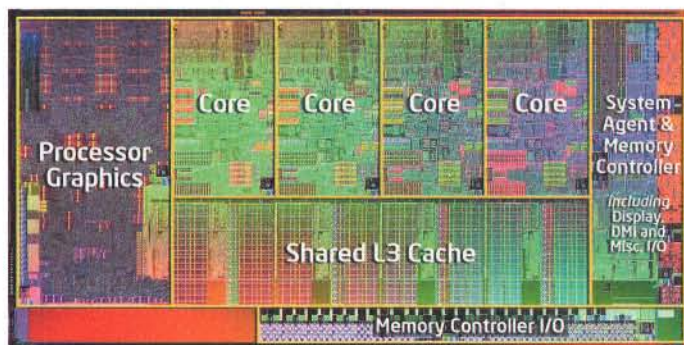 Processor
Graphics
Core
Core
Core
Core
System
Agent &
Memory
Controller
including
Display,
DMI and
Misc. I/O
Shared L3 Cache
Memory Controller I/O